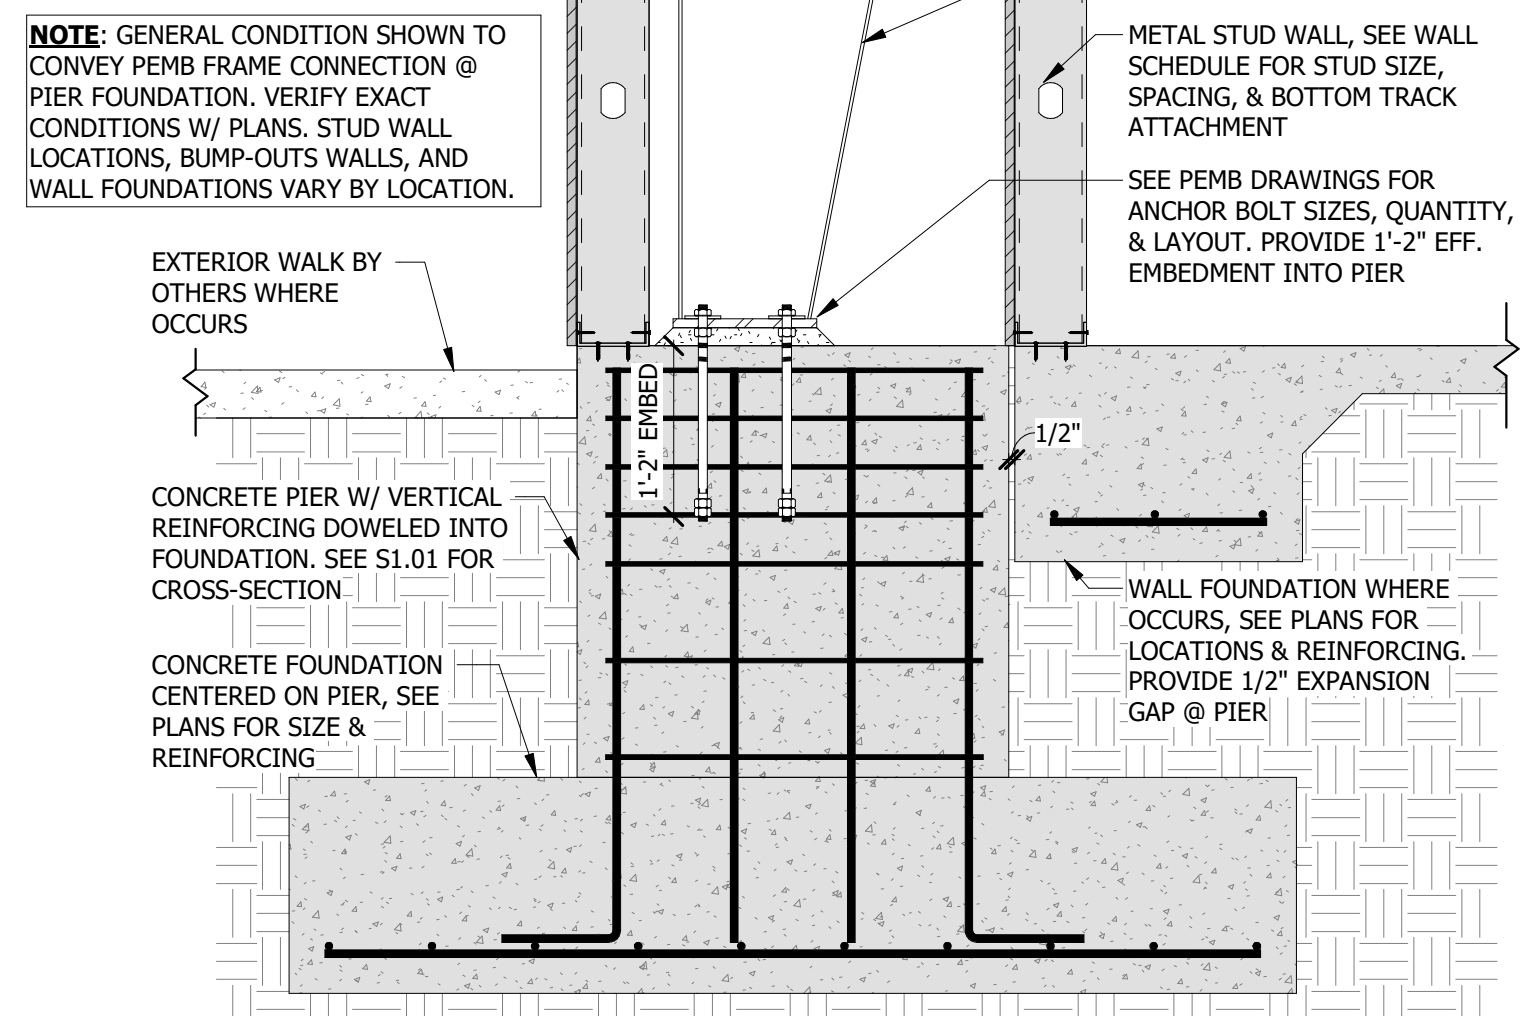 NOTE: GENERAL CONDITION SHOWN TO
CONVEY PEMB FRAME CONNECTION @
PIER FOUNDATION. VERIFY EXACT
CONDITIONS W/ PLANS. STUD WALL
LOCATIONS, BUMP-OUTS WALLS, AND
WALL FOUNDATIONS VARY BY LOCATION.
METAL STUD WALL, SEE WALL
SCHEDULE FOR STUD SIZE,
SPACING, & BOTTOM TRACK
ATTACHMENT
SEE PEMB DRAWINGS FOR
ANCHOR BOLT SIZES, QUANTITY,
& LAYOUT. PROVIDE 1'-2" EFF.
EMBEDMENT INTO PIER
EXTERIOR WALK BY
OTHERS WHERE
OCCURS
1'-2" EMBED
1/2"
CONCRETE PIER W/ VERTICAL
REINFORCING DOWELED INTO
FOUNDATION. SEE S1.01 FOR
CROSS-SECTION
WALL FOUNDATION WHERE
OCCURS, SEE PLANS FOR
LOCATIONS & REINFORCING.
PROVIDE 1/2" EXPANSION
GAP @ PIER
CONCRETE FOUNDATION
CENTERED ON PIER, SEE
PLANS FOR SIZE &
REINFORCING